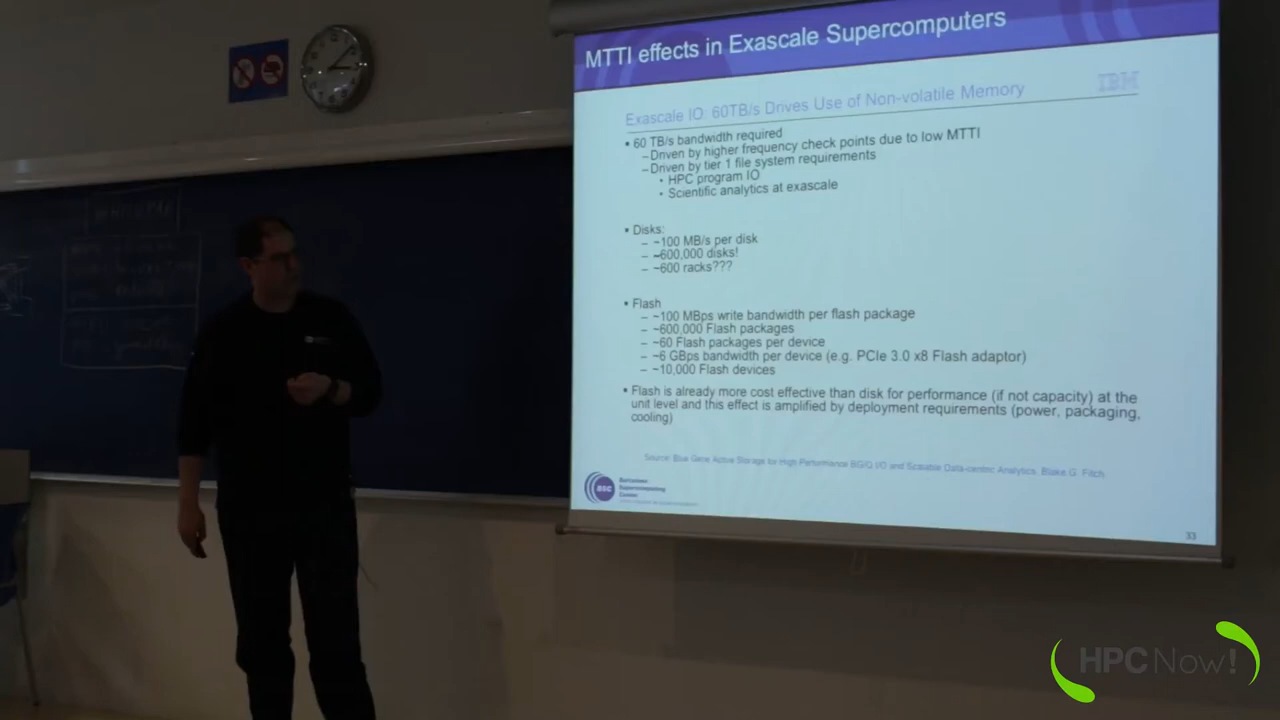 MTTI effects in Exascale Supercomputers
IBM
Exascale IO: 60TB/s Drives Use of Non-volatile Memory
• 60 TB/s bandwidth required
–Driven by higher frequency check points due to low MTTI
–Driven by tier 1 file system requirements
• HPC program IO
• Scientific analytics at exascale
• Disks:
– ~100 MB/s per disk
– ~600,000 disks!
– ~600 racks???
• Flash
– ~100 MBps write bandwidth per flash package
– ~600,000 Flash packages
– ~60 Flash packages per device
– ~6 GBps bandwidth per device (e.g. PCIe 3.0 x8 Flash adaptor)
– ~10,000 Flash devices
• Flash is already more cost effective than disk for performance (if not capacity) at the
unit level and this effect is amplified by deployment requirements (power, packaging,
cooling)
Source: Blue Gene Active Storage for High Performance BG/Q I/O and Scalable Data-centric Analytics. Blake G. Fitch
BSC
Barcelona
Supercomputing
Center
33
HPCNow!